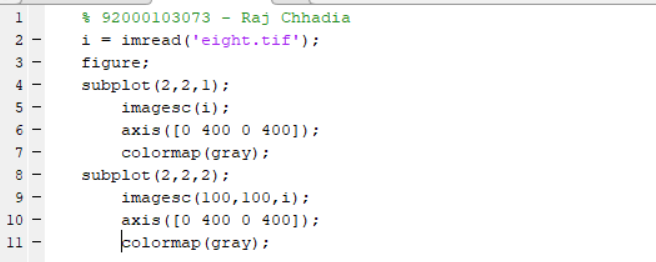 1 % 92000103073 - Raj Chhadia
2 - i = imread('eight.tif');
3 - figure;
4 - subplot(2,2,1);
5 - imagesc(i);
6 - axis([0 400 0 400]);
7 - colormap(gray);
8 - subplot(2,2,2);
9 - imagesc(100,100,i);
10 - axis([0 400 0 400]);
11 - colormap(gray);